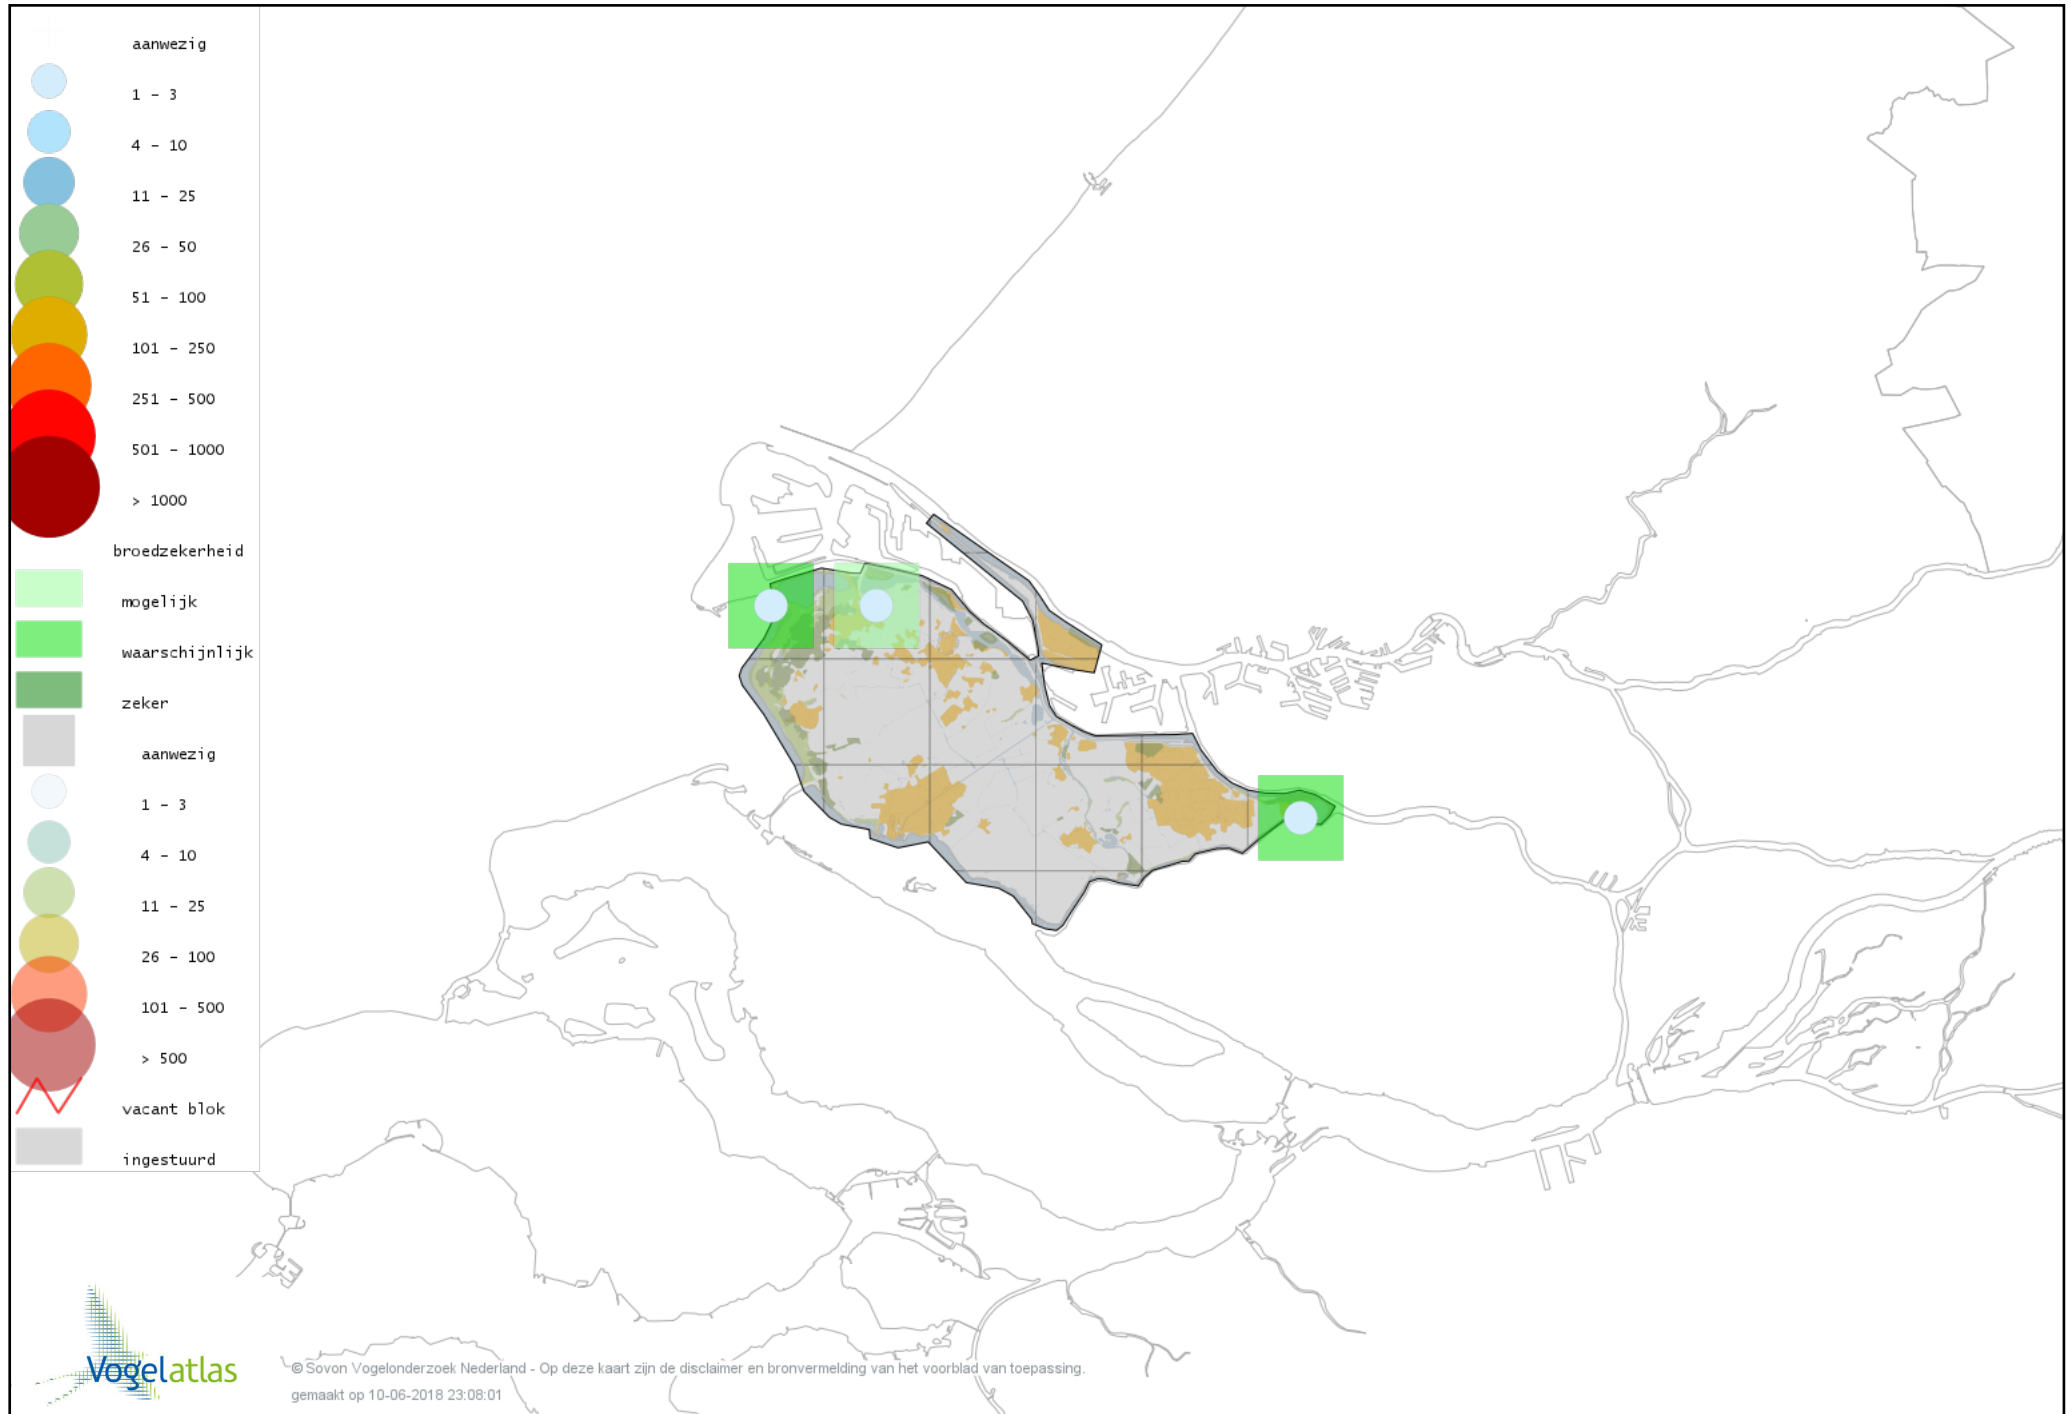 aanwezig
1 - 3
4 - 10
11 - 25
26 - 50
51 - 100
101 - 250
251 - 500
501 - 1000
> 1000
broedzekerheid
mogelijk
waarschijnlijk
zeker
aanwezig
1 - 3
4 - 10
11 - 25
26 - 100
101 - 500
> 500
vacant blok
ingestuurd
Vogelatlas
© Sovon Vogelonderzoek Nederland - Op deze kaart zijn de disclaimer en bronvermelding van het voorblad van toepassing.
gemaakt op 10-06-2018 23:08:01